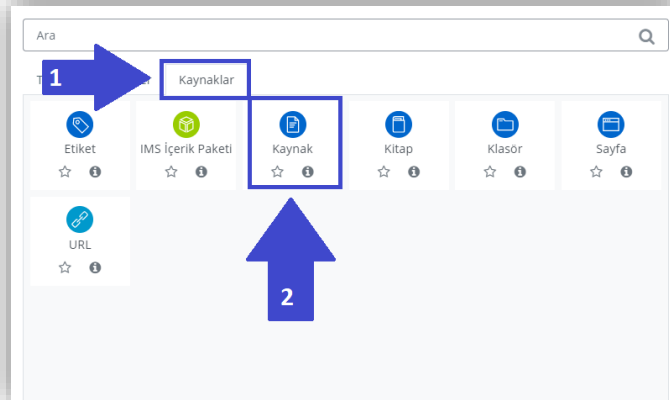 Ara
1
Kaynaklar
Etiket
IMS İçerik Paketi
Kaynak
Kitap
Klasör
Sayfa
URL
2